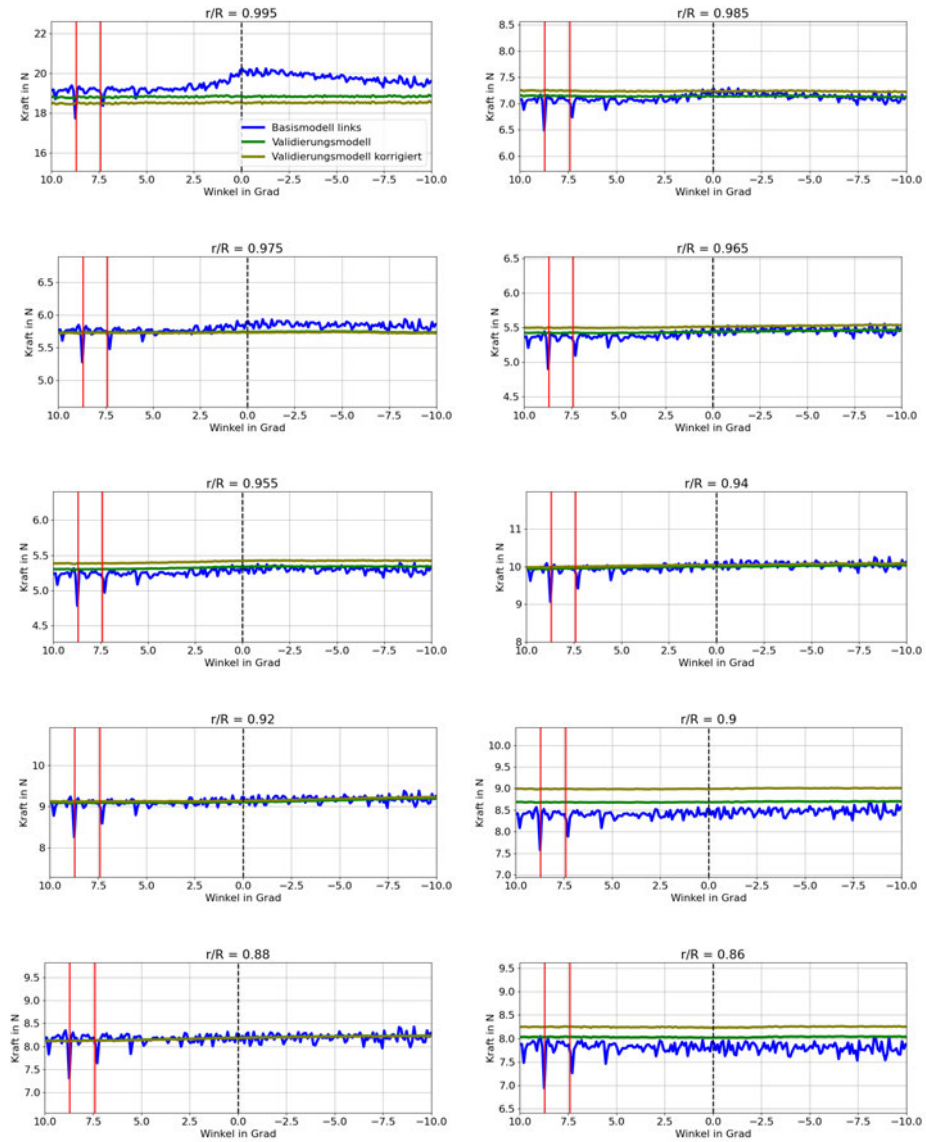 r/R = 0.995
22
20
18
16
Kraft in N
Basismodell links
Validierungsmodell
Validierungsmodell korrigiert
10.0 7.5 5.0 2.5 0.0 −2.5 −5.0 −7.5 −10.0
Winkel in Grad
r/R = 0.985
8.5
8.0
7.5
7.0
6.5
6.0
Kraft in N
10.0 7.5 5.0 2.5 0.0 −2.5 −5.0 −7.5 −10.0
Winkel in Grad
r/R = 0.975
6.5
6.0
5.5
5.0
Kraft in N
10.0 7.5 5.0 2.5 0.0 −2.5 −5.0 −7.5 −10.0
Winkel in Grad
r/R = 0.965
6.5
6.0
5.5
5.0
4.5
Kraft in N
10.0 7.5 5.0 2.5 0.0 −2.5 −5.0 −7.5 −10.0
Winkel in Grad
r/R = 0.955
6.0
5.5
5.0
4.5
Kraft in N
10.0 7.5 5.0 2.5 0.0 −2.5 −5.0 −7.5 −10.0
Winkel in Grad
r/R = 0.94
11
10
9
8
Kraft in N
10.0 7.5 5.0 2.5 0.0 −2.5 −5.0 −7.5 −10.0
Winkel in Grad
r/R = 0.92
10
9
8
Kraft in N
10.0 7.5 5.0 2.5 0.0 −2.5 −5.0 −7.5 −10.0
Winkel in Grad
r/R = 0.9
10.0
9.5
9.0
8.5
8.0
7.5
7.0
Kraft in N
10.0 7.5 5.0 2.5 0.0 −2.5 −5.0 −7.5 −10.0
Winkel in Grad
r/R = 0.88
9.5
9.0
8.5
8.0
7.5
7.0
Kraft in N
10.0 7.5 5.0 2.5 0.0 −2.5 −5.0 −7.5 −10.0
Winkel in Grad
r/R = 0.86
9.5
9.0
8.5
8.0
7.5
7.0
6.5
Kraft in N
10.0 7.5 5.0 2.5 0.0 −2.5 −5.0 −7.5 −10.0
Winkel in Grad